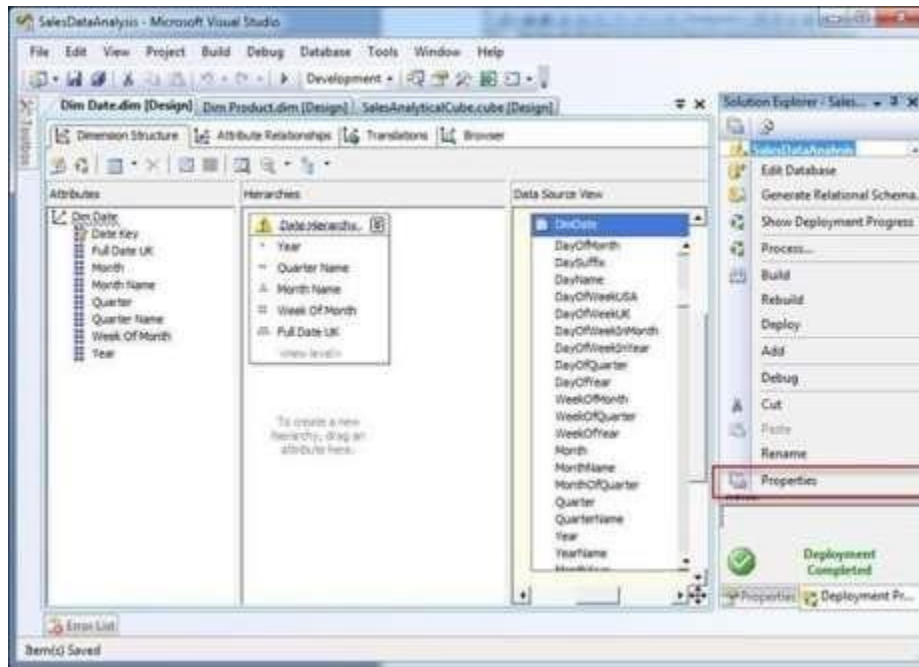 SalesDataAnalysis - Microsoft Visual Studio
File Edit View Project Build Debug Database Tools Window Help
Development
Toolbox
Dim Date.dim [Design] Dim Product.dim [Design] SalesAnalyticalCube.cube [Design]
Dimension Structure Attribute Relationships Translations Browser
Attributes
Dim Date
Date Key
Full Date UK
Month
Month Name
Quarter
Quarter Name
Week Of Month
Year
Hierarchies
Year
Quarter Name
Month Name
Week Of Month
Full Date UK
<new level>
To create a new
hierarchy, drag an
attribute here.
Data Source View
DimDate
DayOfMonth
DaySuffix
DayName
DayOfWeekUSA
DayOfWeekUK
DayOfWeekInMonth
DayOfWeekInYear
DayOfQuarter
DayOfYear
WeekOfMonth
WeekOfQuarter
WeekOfYear
Month
MonthName
MonthOfQuarter
Quarter
QuarterName
Year
YearName
MonthYear
Solution Explorer - Sales...
SalesDataAnalysis
Edit Database
Generate Relational Schema
Show Deployment Progress
Process...
Build
Rebuild
Deploy
Add
Debug
Cut
Paste
Rename
Properties
Deployment
Completed
Properties Deployment Pr...
Error List
Item(s) Saved